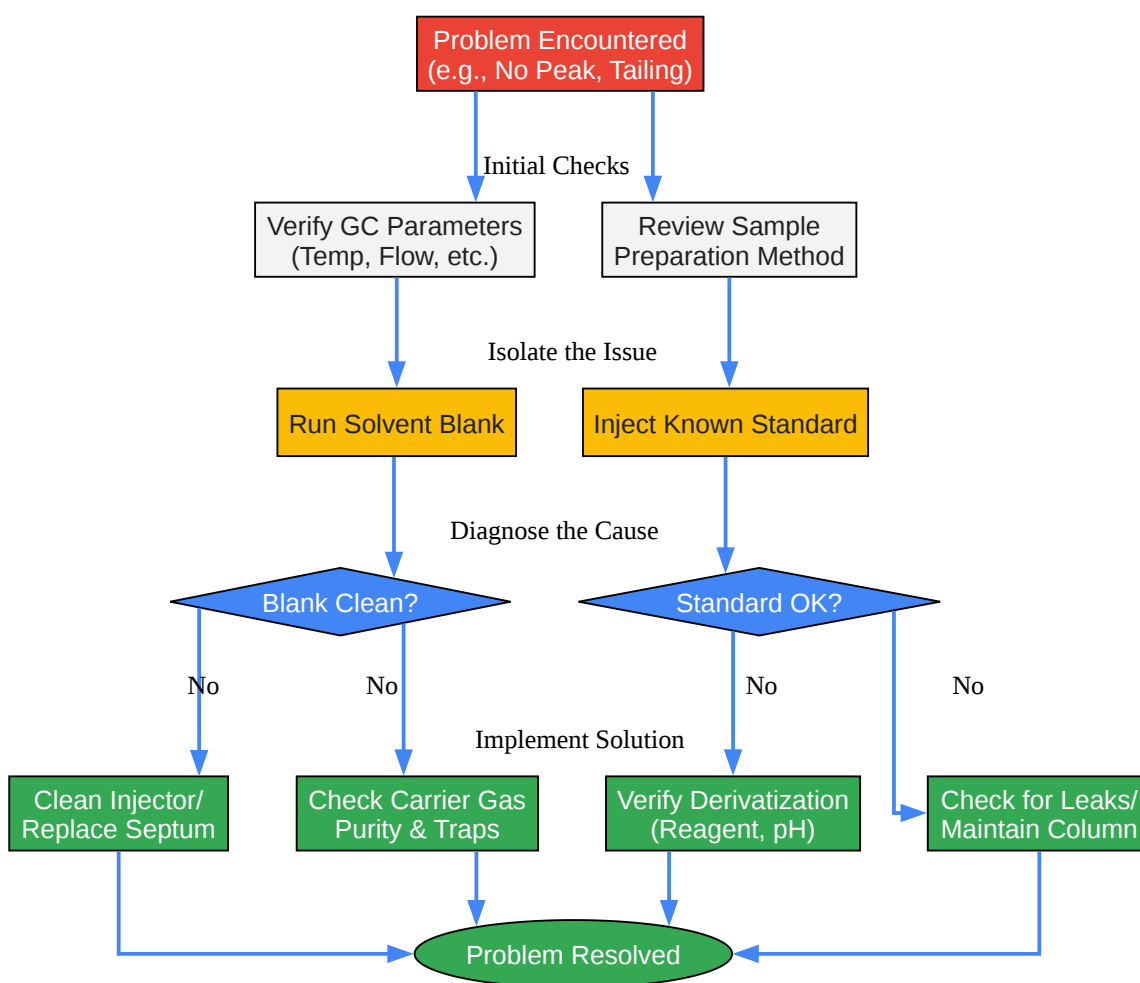 Problem Encountered
(e.g., No Peak, Tailing)
Initial Checks
Verify GC Parameters
(Temp, Flow, etc.)
Review Sample
Preparation Method
Isolate the Issue
Run Solvent Blank
Inject Known Standard
Diagnose the Cause
Blank Clean?
Standard OK?
No
No
No
No
Implement Solution
Clean Injector/
Replace Septum
Check Carrier Gas
Purity & Traps
Verify Derivatization
(Reagent, pH)
Check for Leaks/
Maintain Column
Problem Resolved